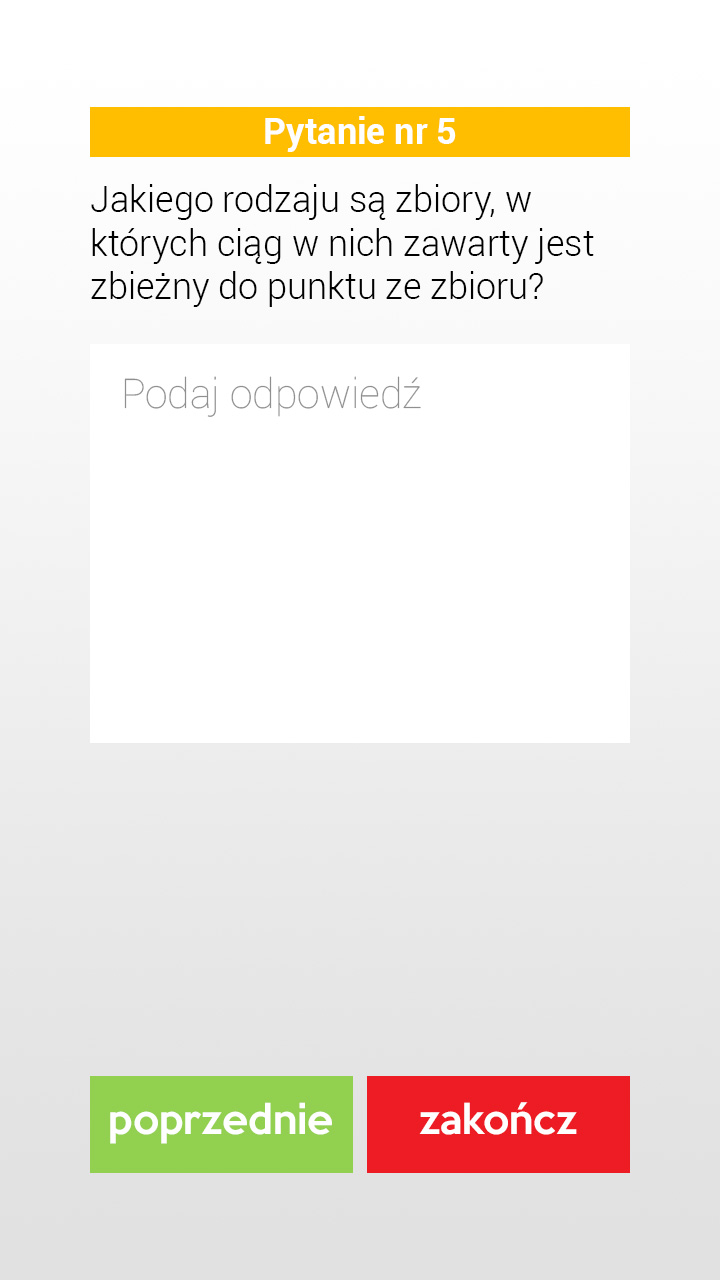 Pytanie nr 5
Jakiego rodzaju są zbiory, w
których ciąg w nich zawarty jest
zbieżny do punktu ze zbioru?
Podaj odpowiedź
poprzednie
zakończ